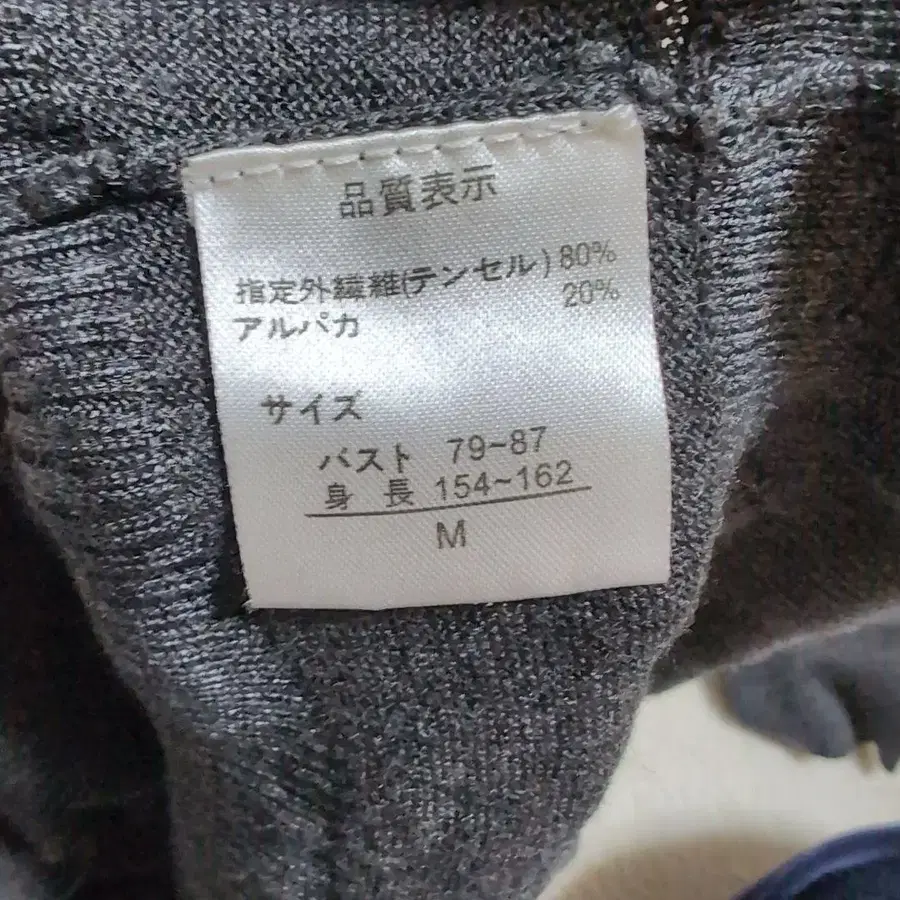 品質表示
指定外繊維(テンセル) 80%
アルパカ 20%
サイズ
バスト 79~87
身長 154~162
M